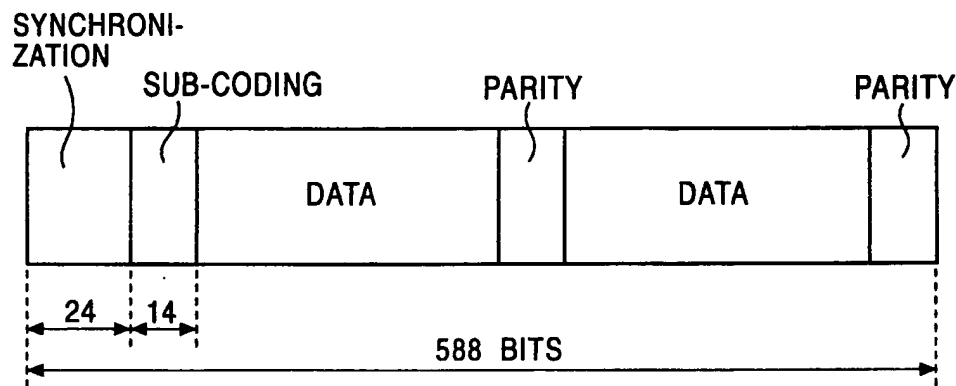 SYNCHRONI-
ZATION
SUB-CODING
PARITY
PARITY
DATA
DATA
24
14
588 BITS